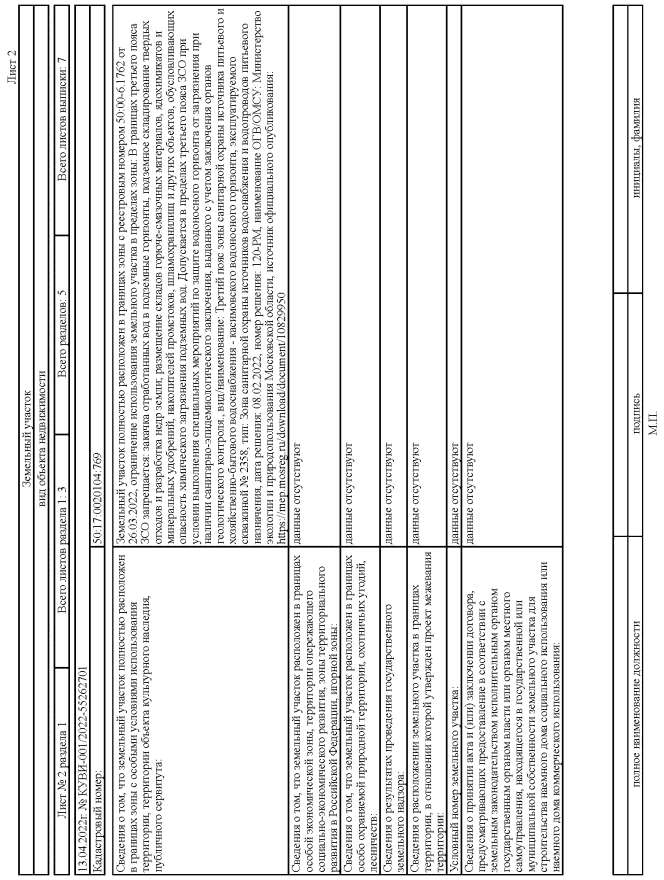 Лист 2
Земельный участок
вид объекта недвижимости
Лист № 2 раздела 1
Всего листов раздела 1: 3
Всего разделов: 5
Всего листов выписки: 7
13.04.2022г. № КУВИ-001/2022-55262701
Кадастровый номер:
50:17:0020104:769
Сведения о том, что земельный участок полностью расположен
в границах зоны с особыми условиями использования
территории, территории объекта культурного наследия,
публичного сервитута:
Земельный участок полностью расположен в границах зоны с реестровым номером 50:00-6.1762 от
26.03.2022, ограничение использования земельного участка в пределах зоны: В границах третьего пояса
ЗСО запрещается: закачка отработанных вод в подземные горизонты, подземное складирование твердых
отходов и разработка недр земли; размещение складов горюче-смазочных материалов, ядохимикатов и
минеральных удобрений, накопителей промстоков, шламохранилищ и других объектов, обусловливающих
опасность химического загрязнения подземных вод. Допускается в пределах третьего пояса ЗСО при
условии выполнения специальных мероприятий по защите водоносного горизонта от загрязнения при
наличии санитарно-эпидемиологического заключения, выданного с учетом заключения органов
геологического контроля., вид/наименование: Третий пояс зоны санитарной охраны источника питьевого и
хозяйственно-бытового водоснабжения - касимовского водоносного горизонта, эксплуатируемого
скважиной № 2358, тип: Зона санитарной охраны источников водоснабжения и водопроводов питьевого
назначения, дата решения: 08.02.2022, номер решения: 120-РМ, наименование ОГВ/ОМСУ: Министерство
экологии и природопользования Московской области, источник официального опубликования:
https://mep.mosreg.ru/download/document/10829950
Сведения о том, что земельный участок расположен в границах
особой экономической зоны, территории опережающего
социально-экономического развития, зоны территориального
развития в Российской Федерации, игорной зоны:
данные отсутствуют
Сведения о том, что земельный участок расположен в границах
особо охраняемой природной территории, охотничьих угодий,
лесничеств:
данные отсутствуют
Сведения о результатах проведения государственного
земельного надзора:
данные отсутствуют
Сведения о расположении земельного участка в границах
территории, в отношении которой утвержден проект межевания
территории:
данные отсутствуют
Условный номер земельного участка:
данные отсутствуют
Сведения о принятии акта и (или) заключении договора,
предусматривающих предоставление в соответствии с
земельным законодательством исполнительным органом
государственной власти или органом местного
самоуправления, находящегося в государственной или
муниципальной собственности земельного участка для
строительства наемного дома социального использования или
наемного дома коммерческого использования:
данные отсутствуют
полное наименование должности
подпись
инициалы, фамилия
М.П.